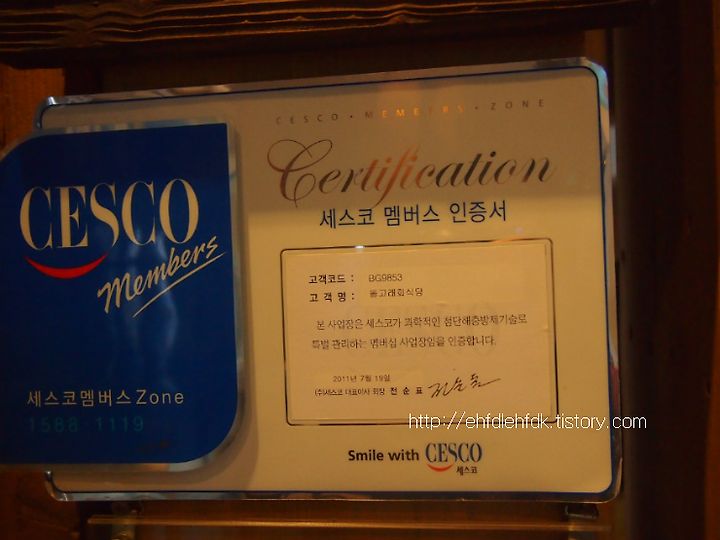 CESCO • MEMBERS • ZONE
Certification
세스코 멤버스 인증서
CESCO
Members
고객코드 : BG9853
고 객 명 : 돌고래회식당
본 사업장은 세스코가 과학적인 첨단해충방제기술로
특별 관리하는 멤버십 사업장임을 인증합니다.
2011년 7월 19일
(주)세스코 대표이사 회장 전 순 표
세스코멤버스Zone
1588-1119
http://ehfdlehfdk.tistory.com
Smile with CESCO
세스코